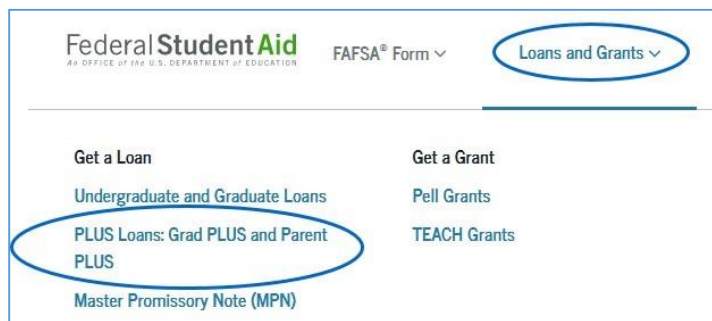 Federal Student Aid
An OFFICE of the U.S. DEPARTMENT of EDUCATION
FAFSA® Form
Loans and Grants
Get a Loan
Undergraduate and Graduate Loans
PLUS Loans: Grad PLUS and Parent
PLUS
Master Promissory Note (MPN)
Get a Grant
Pell Grants
TEACH Grants